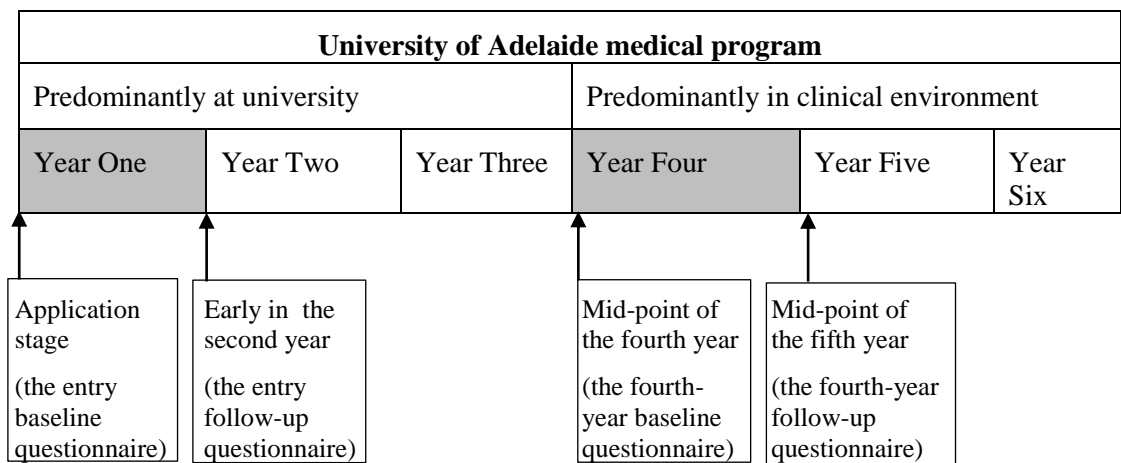 University of Adelaide medical program
Predominantly at university
Predominantly in clinical environment
Year One
Year Two
Year Three
Year Four
Year Five
Year
Six
Application
stage
(the entry
baseline
questionnaire)
Early in the
second year
(the entry
follow-up
questionnaire)
Mid-point of
the fourth year
(the fourth-
year baseline
questionnaire)
Mid-point of
the fifth year
(the fourth-year
follow-up
questionnaire)